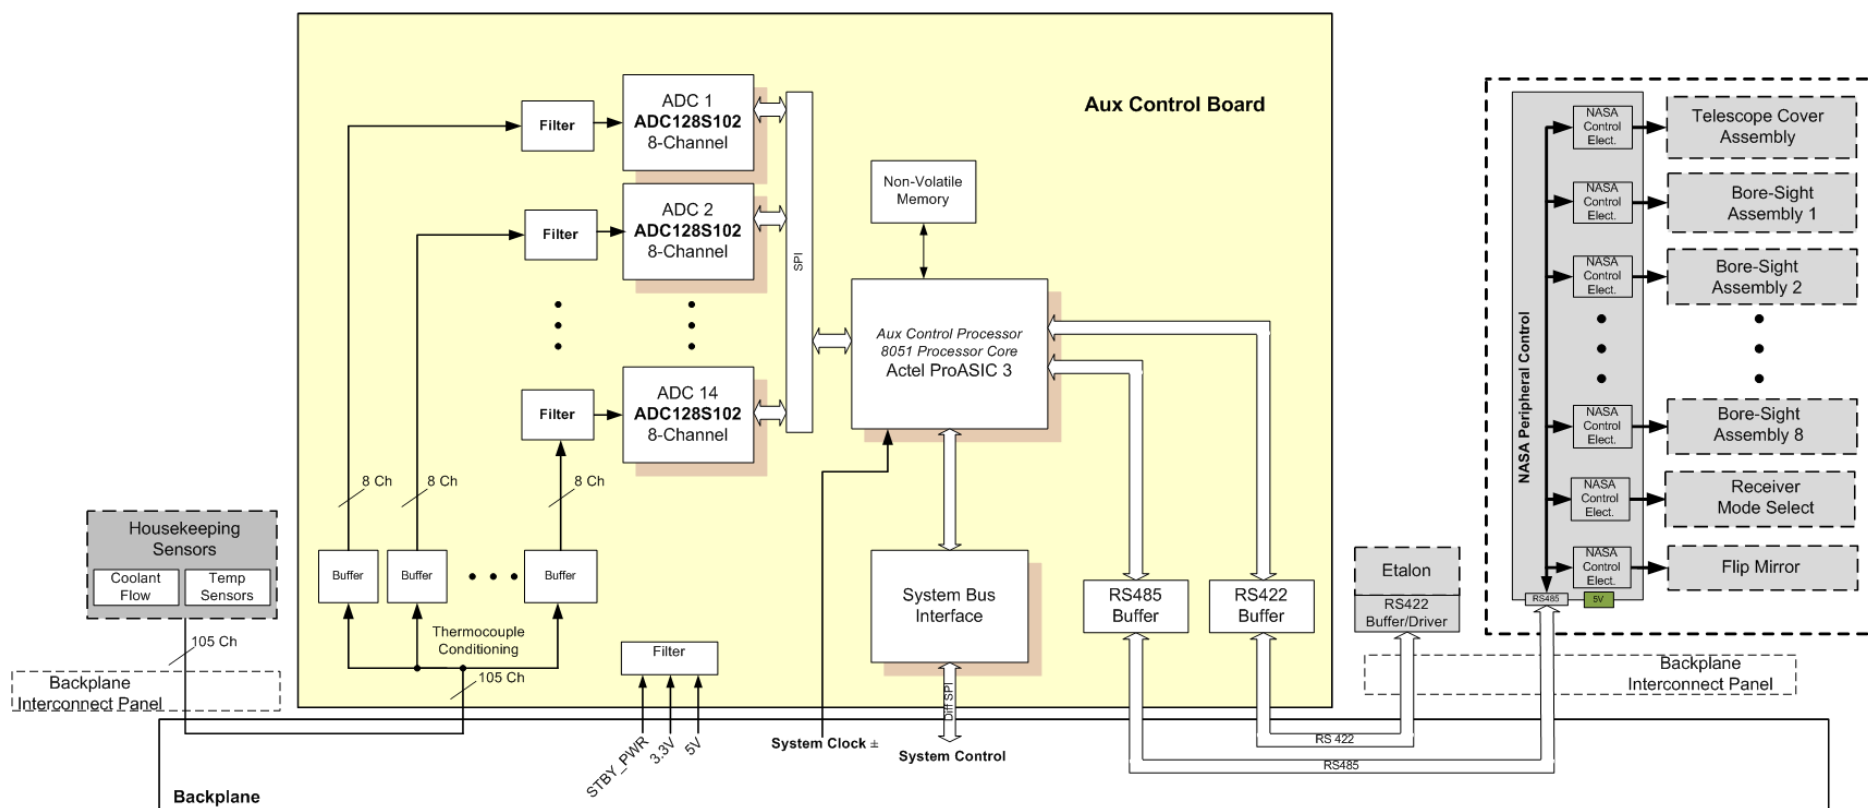 Aux Control Board
ADC 1
ADC128S102
8-Channel
Filter
ADC 2
ADC128S102
8-Channel
Filter
ADC 14
ADC128S102
8-Channel
Filter
SPI
Non-Volatile
Memory
Aux Control Processor
8051 Processor Core
Actel ProASIC 3
8 Ch
8 Ch
8 Ch
Housekeeping
Sensors
Coolant
Flow
Temp
Sensors
105 Ch
Backplane
Interconnect Panel
Buffer
Buffer
Buffer
Thermocouple
Conditioning
105 Ch
Filter
STBY_PWR
3.3V
5V
System Bus
Interface
Diff SPI
System Clock ±
System Control
RS485
Buffer
RS422
Buffer
Etalon
RS422
Buffer/Driver
Backplane
Interconnect Panel
RS 422
RS485
NASA Peripheral Control
NASA
Control
Elect.
Telescope Cover
Assembly
NASA
Control
Elect.
Bore-Sight
Assembly 1
NASA
Control
Elect.
Bore-Sight
Assembly 2
NASA
Control
Elect.
Bore-Sight
Assembly 8
NASA
Control
Elect.
Receiver
Mode Select
NASA
Control
Elect.
Flip Mirror
RS485
5V
Backplane